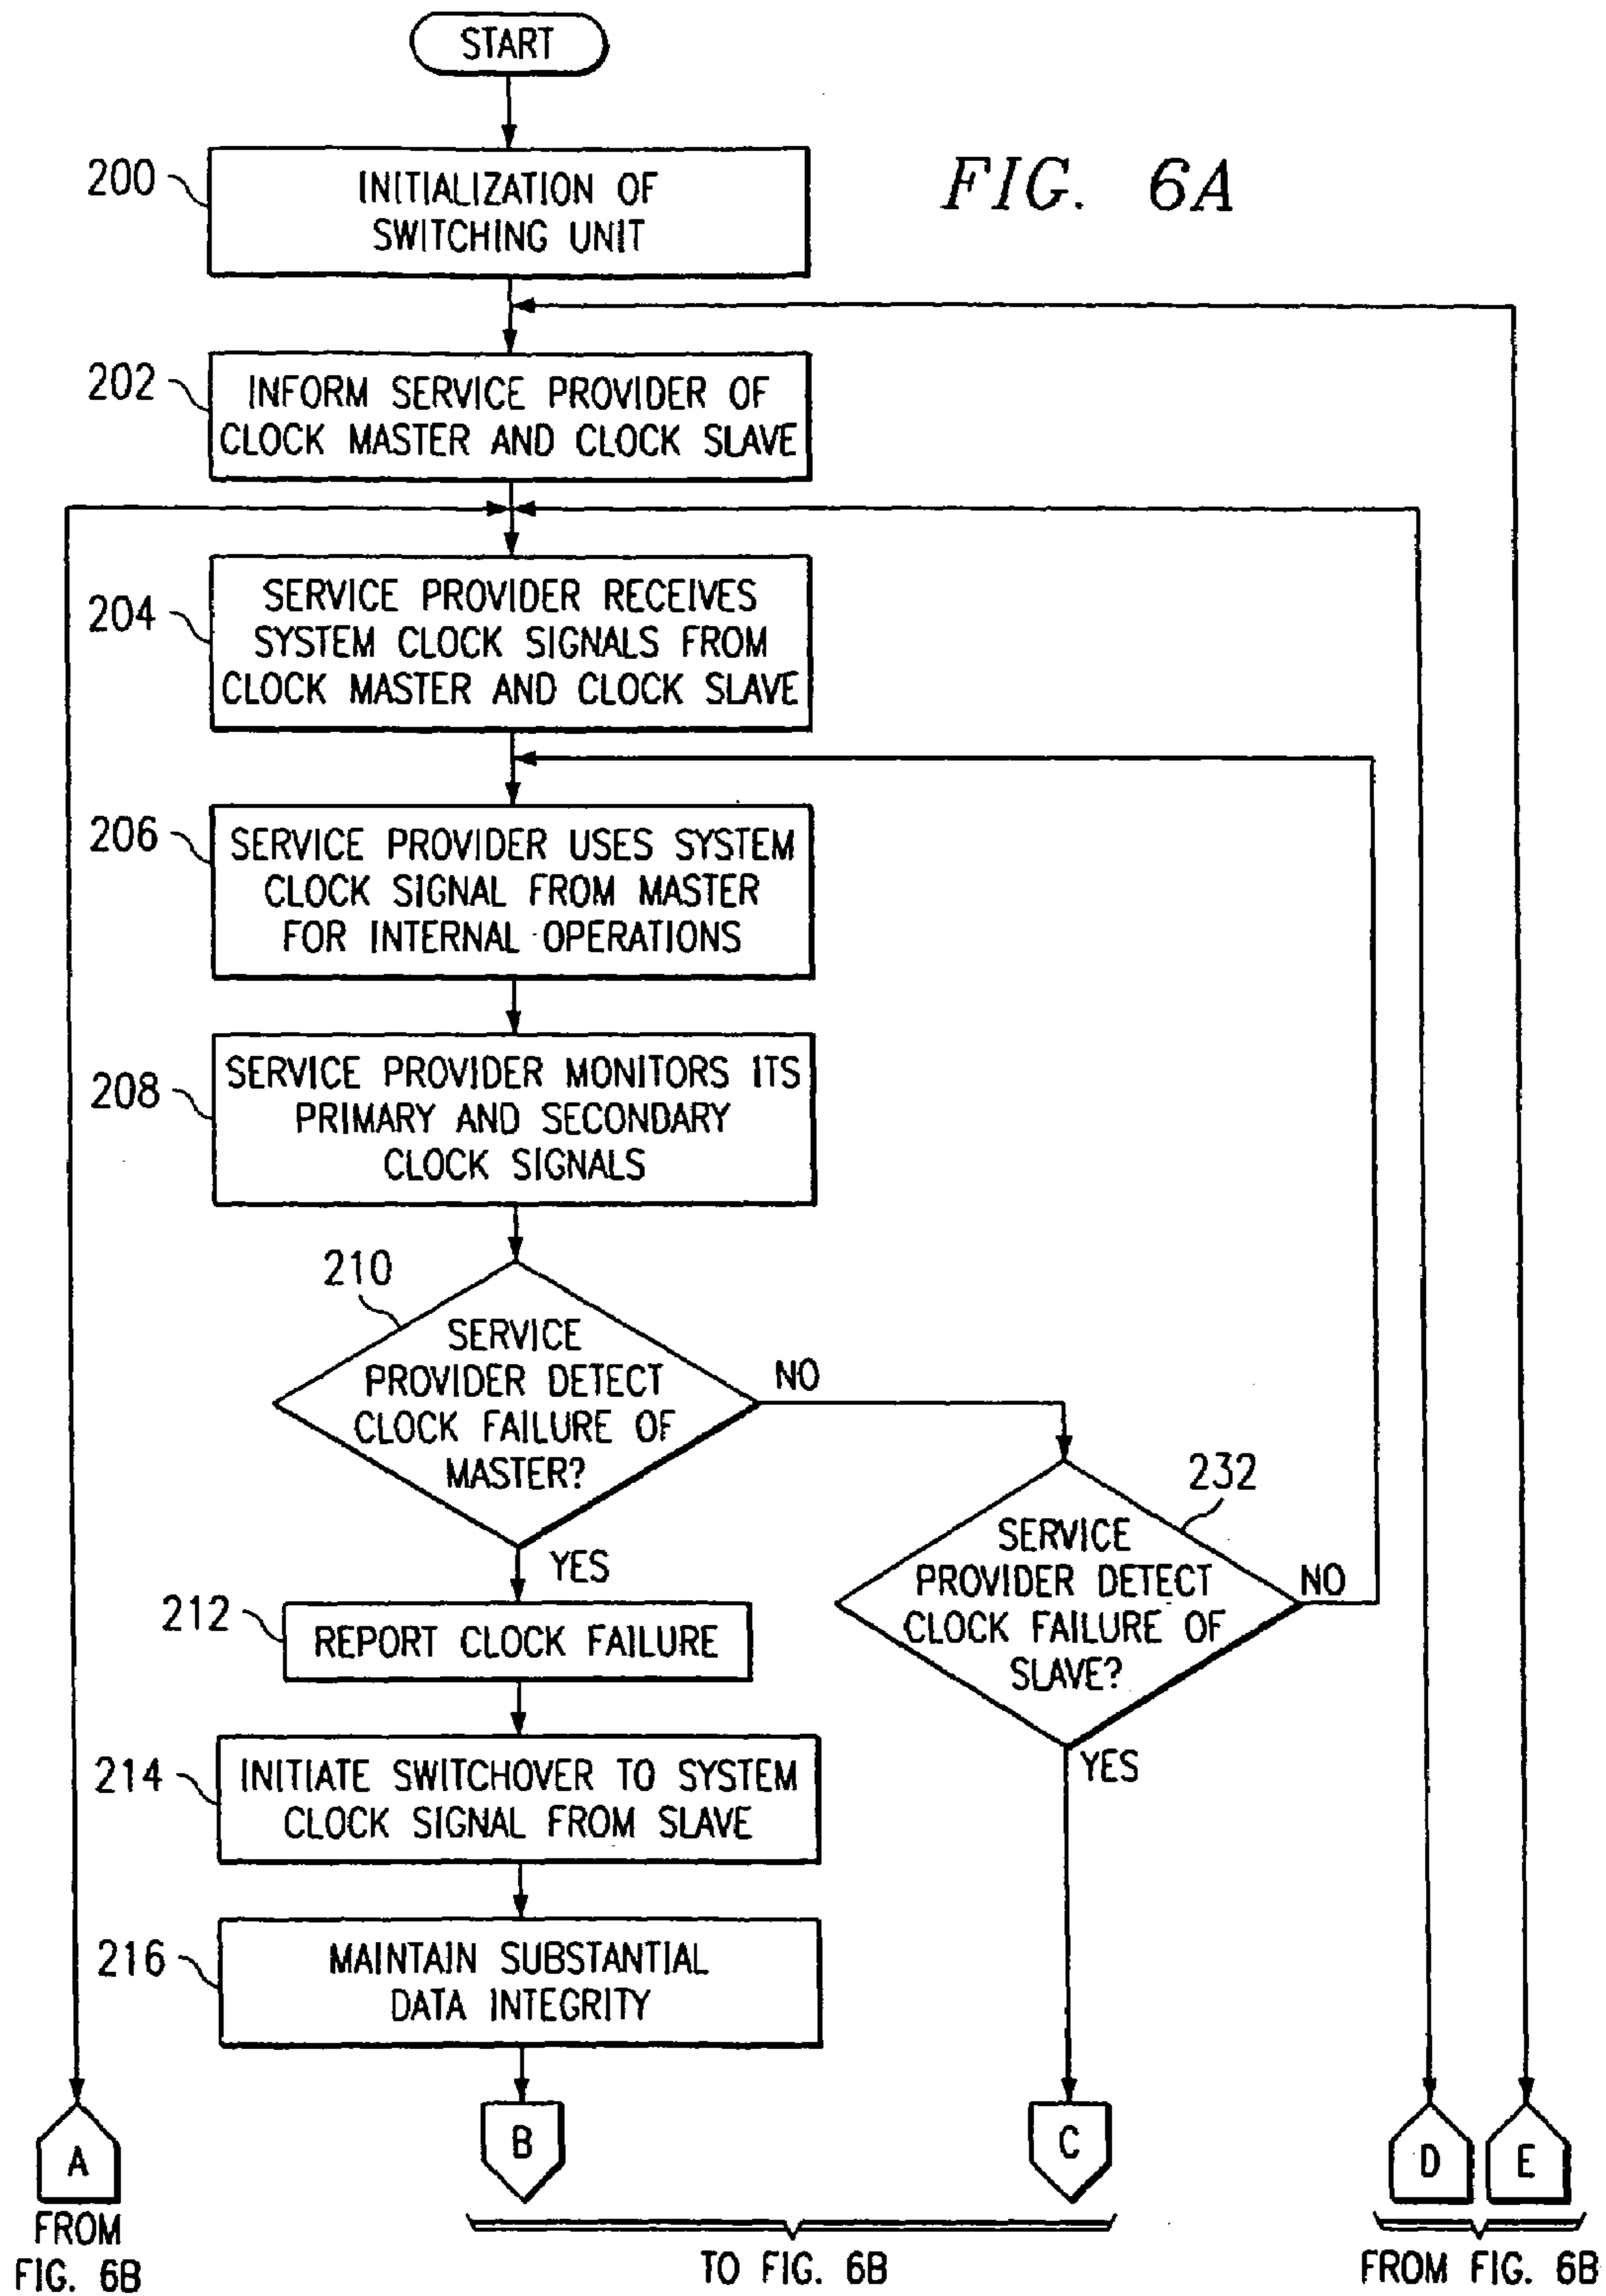 START
FIG. 6A
200
INITIALIZATION OF
SWITCHING UNIT
202
INFORM SERVICE PROVIDER OF
CLOCK MASTER AND CLOCK SLAVE
204
SERVICE PROVIDER RECEIVES
SYSTEM CLOCK SIGNALS FROM
CLOCK MASTER AND CLOCK SLAVE
206
SERVICE PROVIDER USES SYSTEM
CLOCK SIGNAL FROM MASTER
FOR INTERNAL OPERATIONS
208
SERVICE PROVIDER MONITORS ITS
PRIMARY AND SECONDARY
CLOCK SIGNALS
210
SERVICE
PROVIDER DETECT
CLOCK FAILURE OF
MASTER?
NO
YES
232
SERVICE
PROVIDER DETECT
CLOCK FAILURE OF
SLAVE?
NO
YES
212
REPORT CLOCK FAILURE
214
INITIATE SWITCHOVER TO SYSTEM
CLOCK SIGNAL FROM SLAVE
216
MAINTAIN SUBSTANTIAL
DATA INTEGRITY
A
FROM
FIG. 6B
B
C
TO FIG. 6B
D
E
FROM FIG. 6B